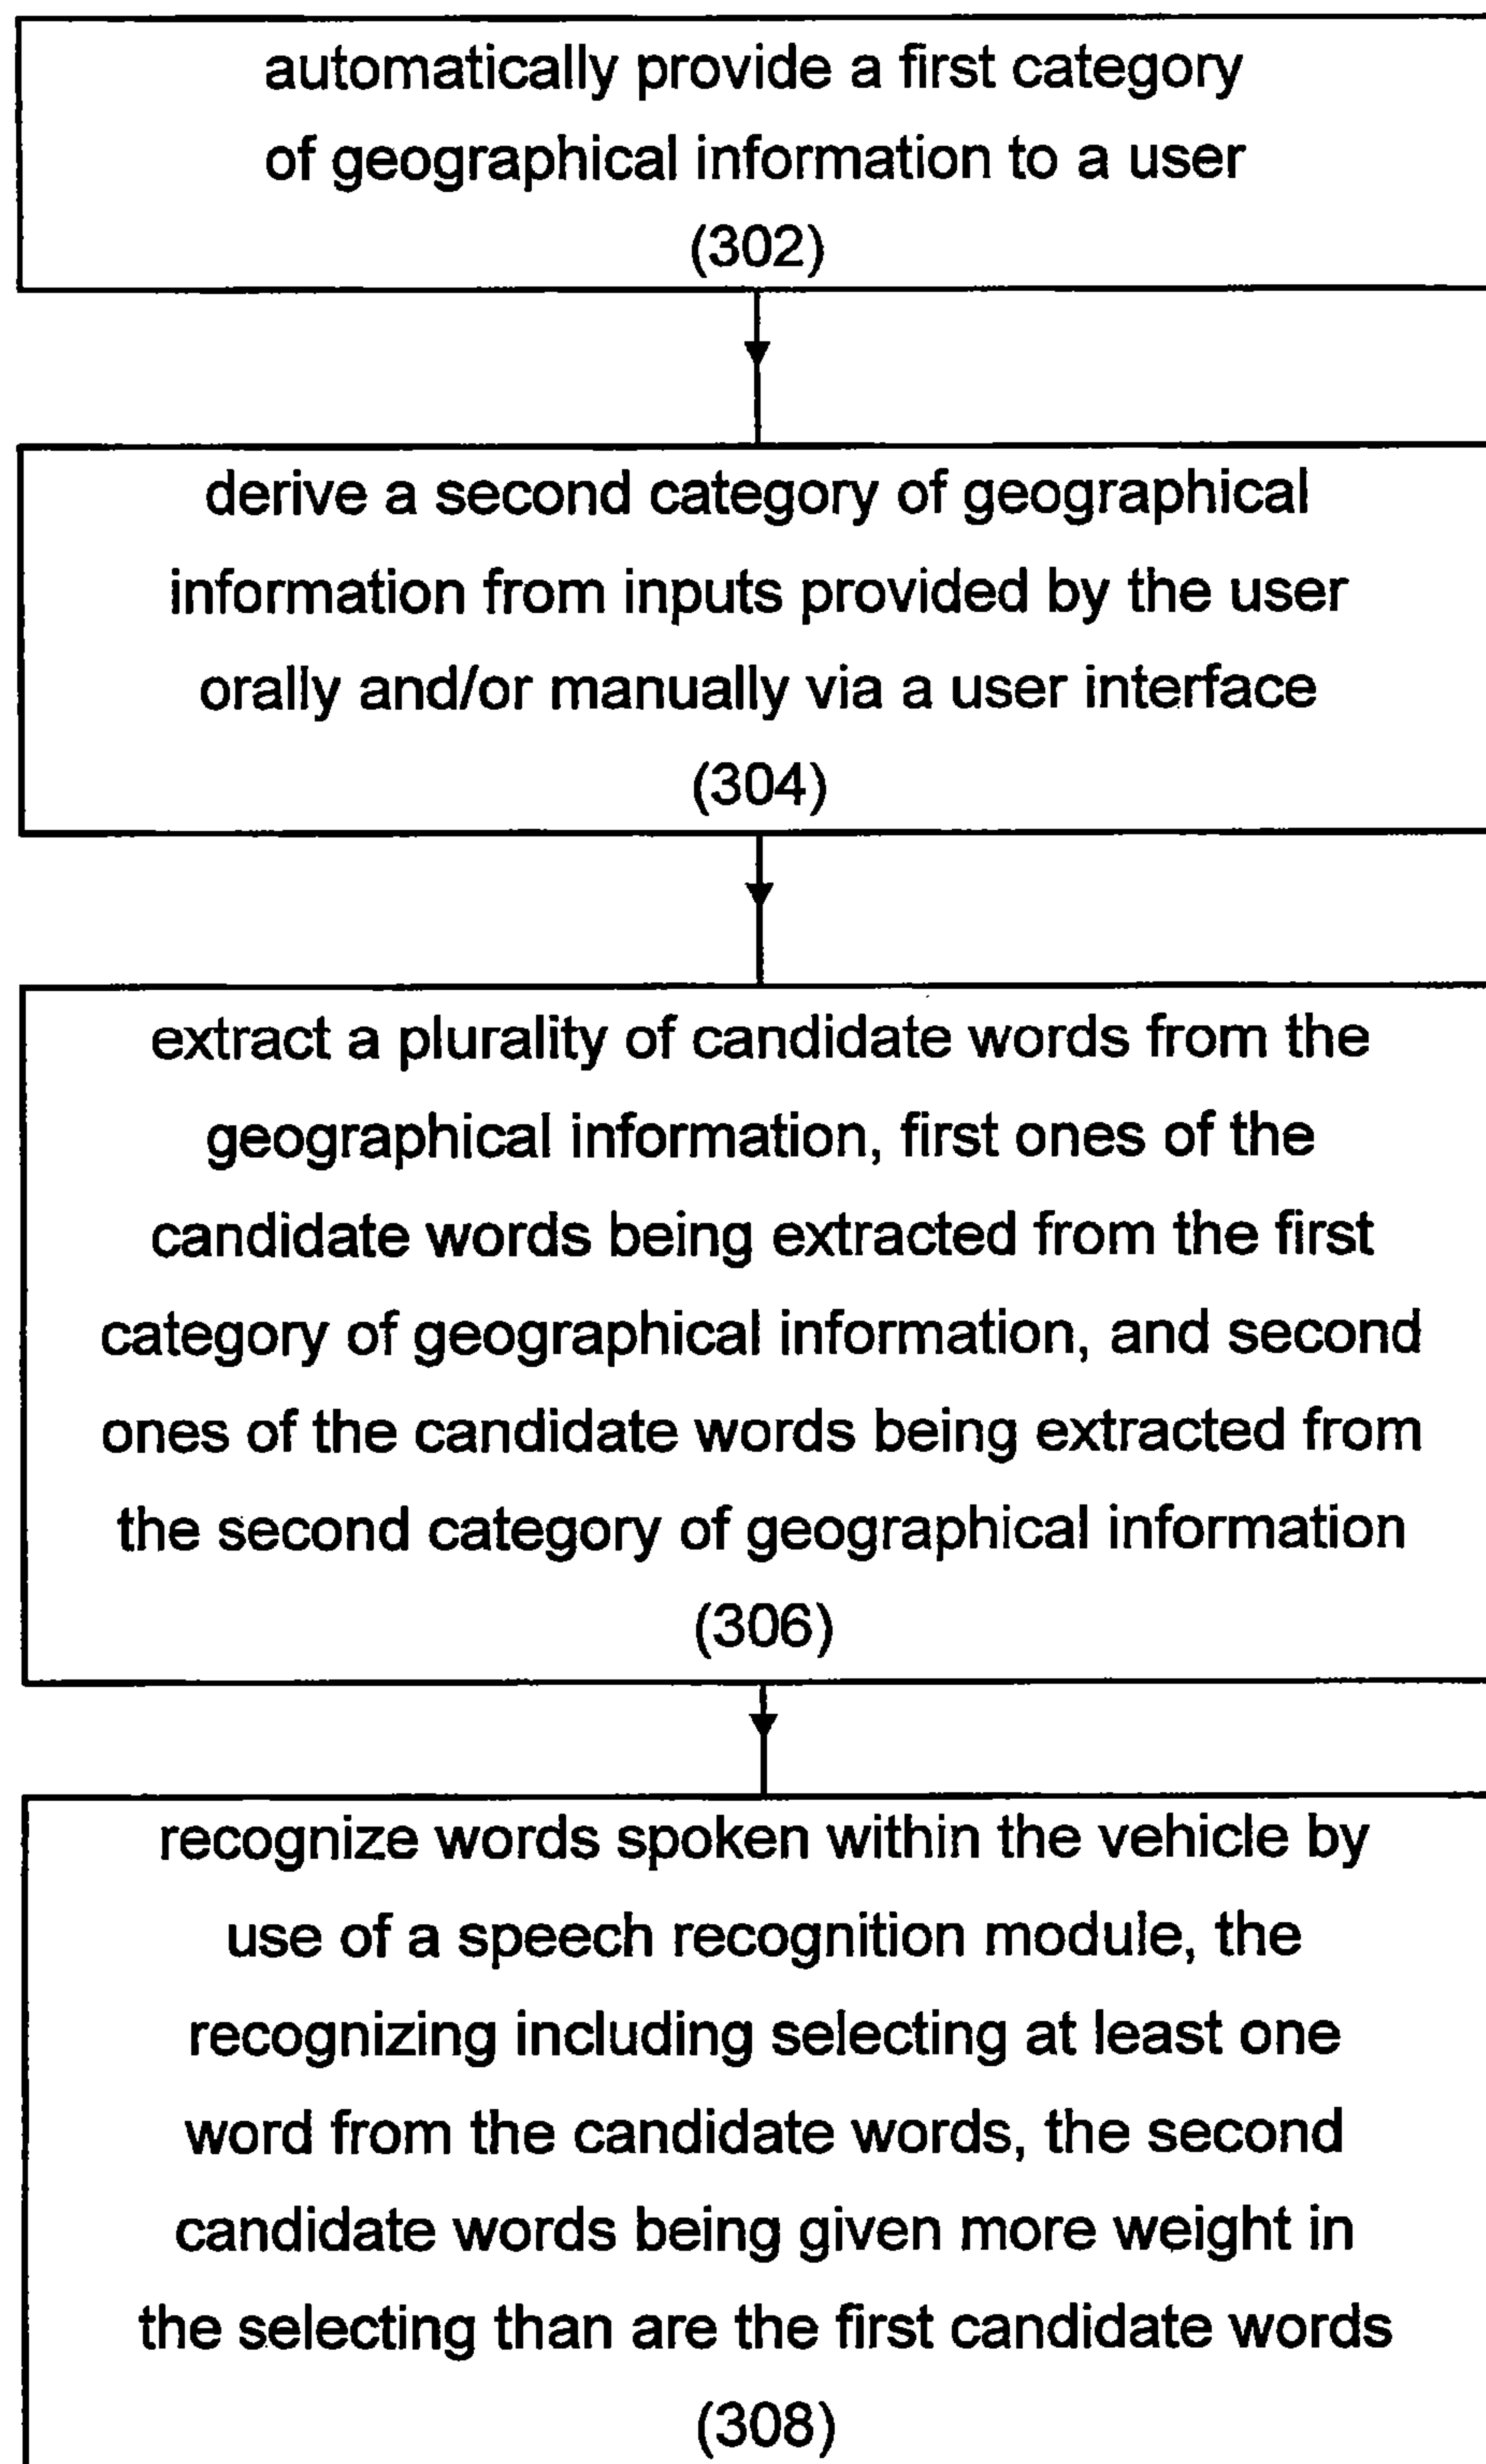 automatically provide a first category
of geographical information to a user
(302)
derive a second category of geographical
information from inputs provided by the user
orally and/or manually via a user interface
(304)
extract a plurality of candidate words from the
geographical information, first ones of the
candidate words being extracted from the first
category of geographical information, and second
ones of the candidate words being extracted from
the second category of geographical information
(306)
recognize words spoken within the vehicle by
use of a speech recognition module, the
recognizing including selecting at least one
word from the candidate words, the second
candidate words being given more weight in
the selecting than are the first candidate words
(308)